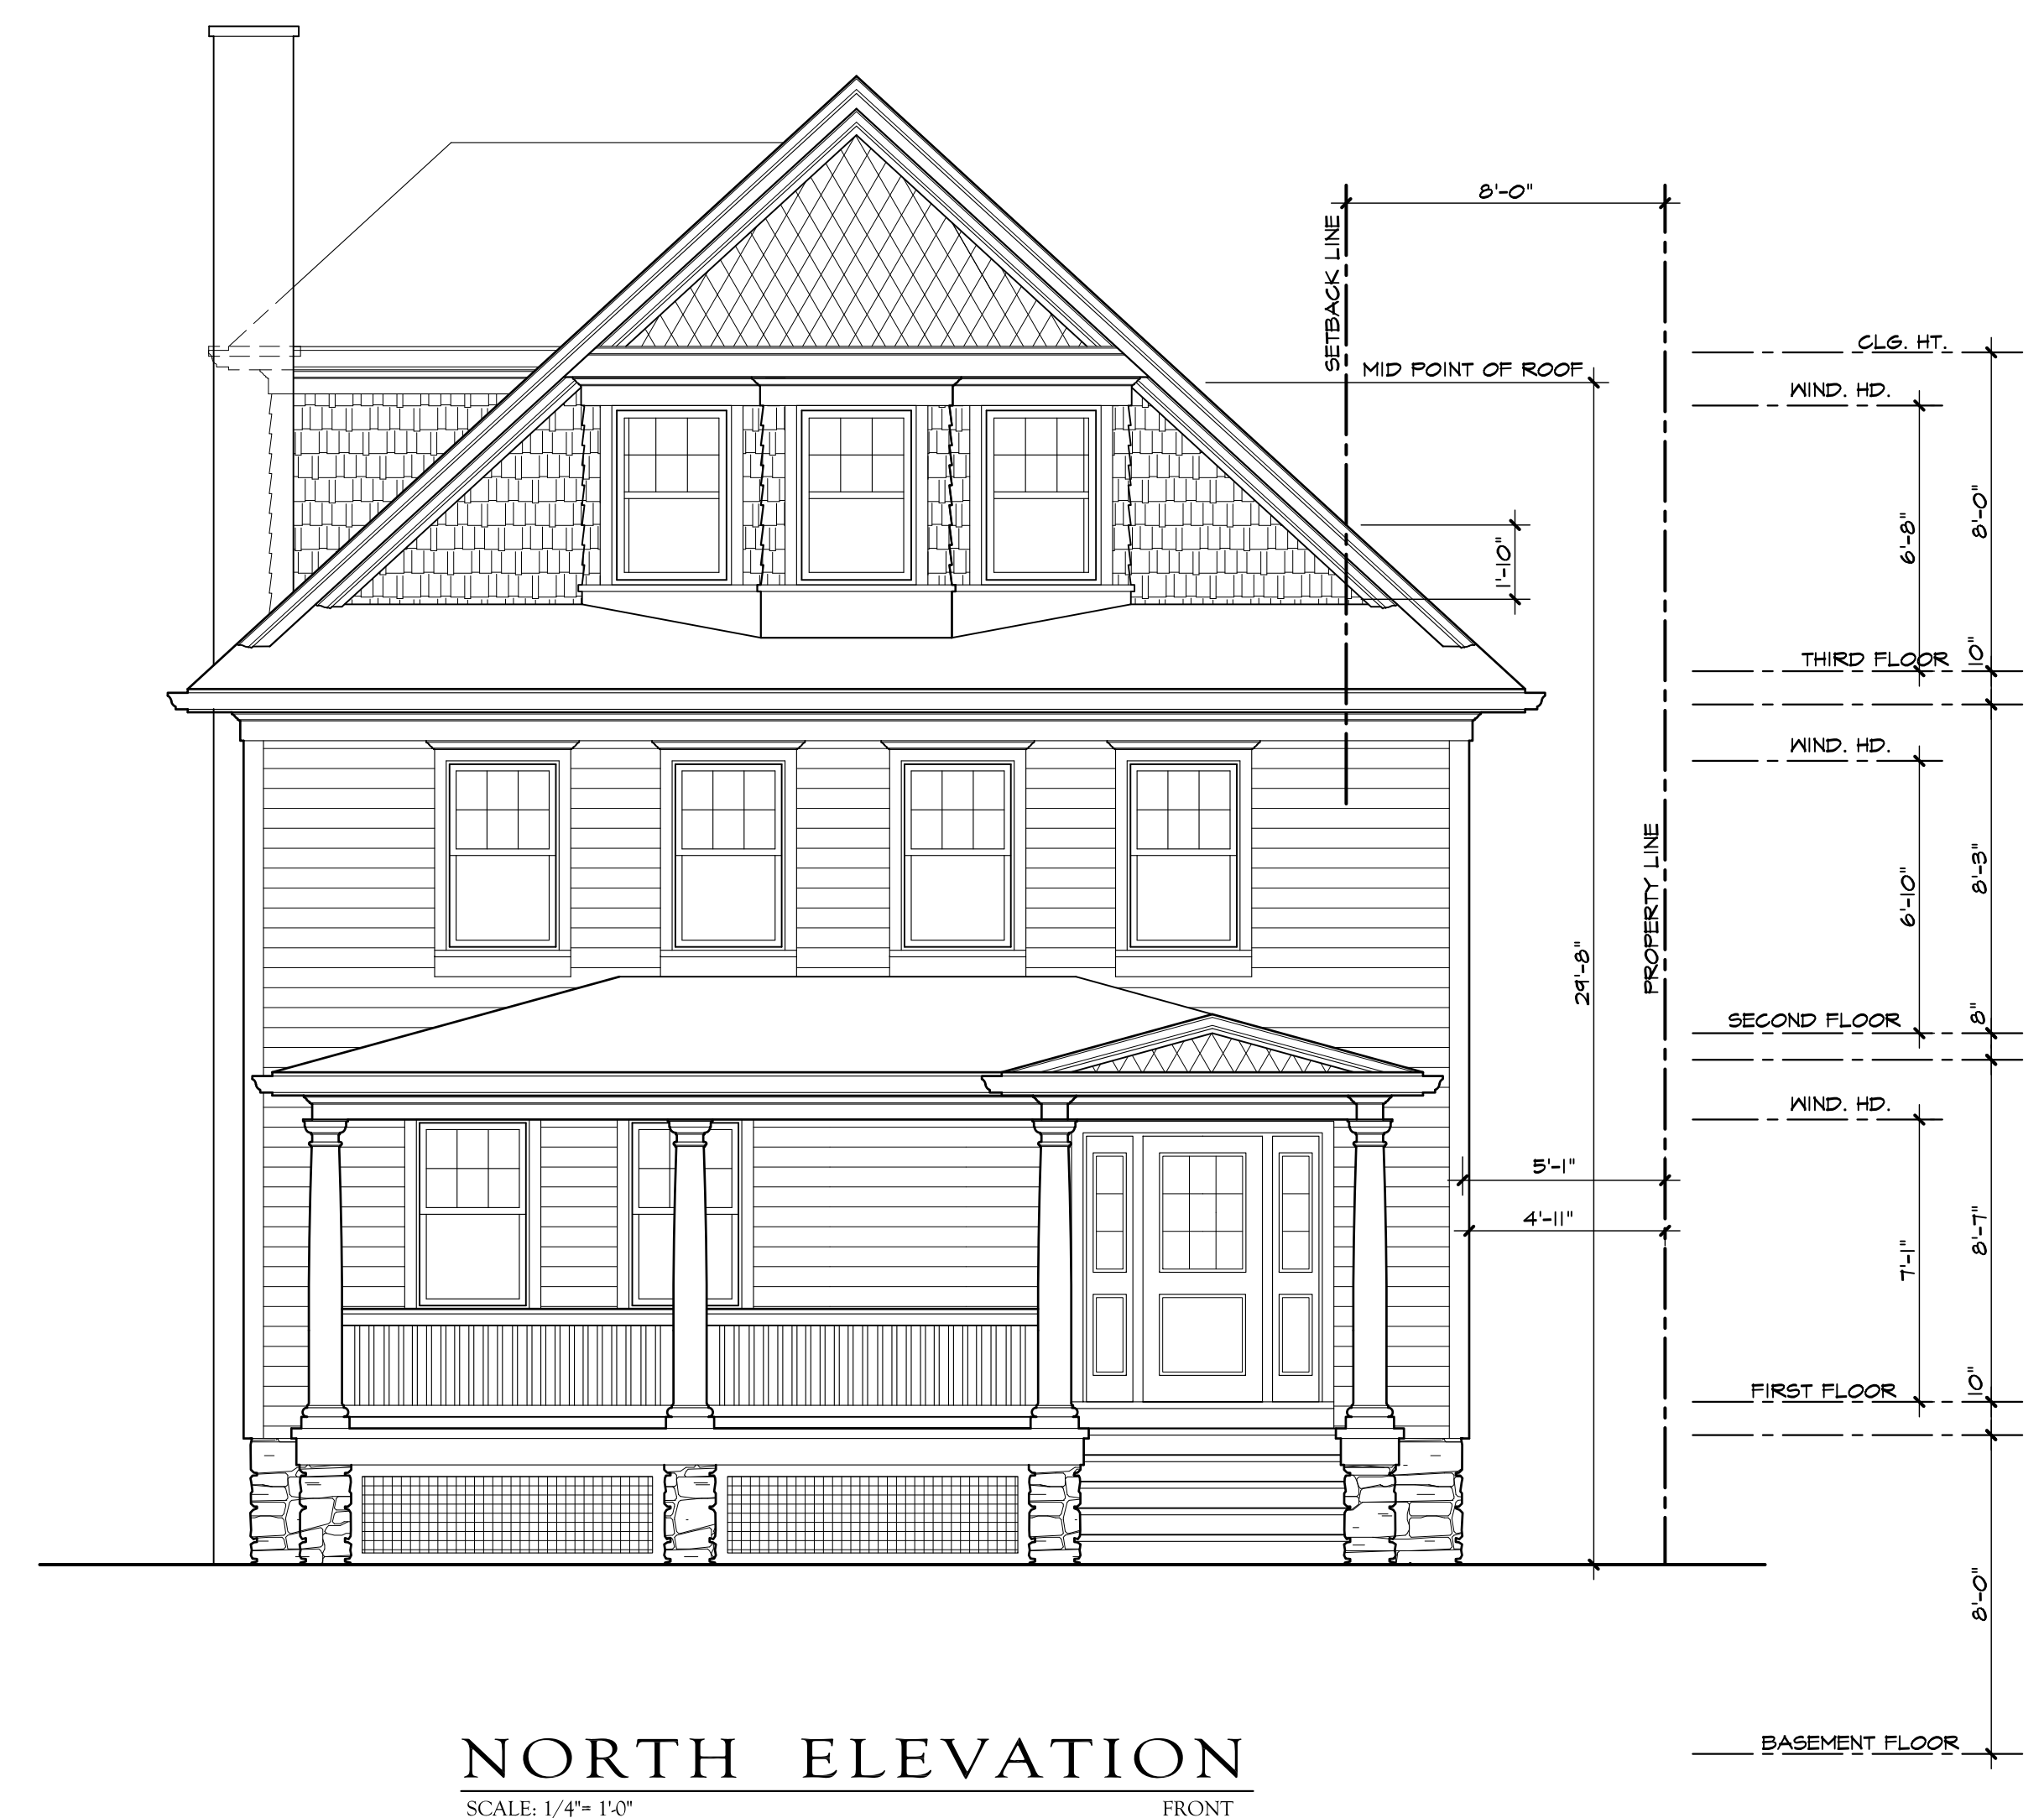 8'-0"
SETBACK LINE
CLG. HT.
MID POINT OF ROOF
WIND. HD.
8'-0"
6'-8"
1'-10"
THIRD FLOOR
10"
WIND. HD.
PROPERTY LINE
8'-3"
6'-10"
29'-8"
SECOND FLOOR
8"
WIND. HD.
5'-1"
4'-11"
8'-7"
7'-1"
FIRST FLOOR
10"
8'-0"
BASEMENT FLOOR
NORTH ELEVATION
SCALE: 1/4"= 1'-0"
FRONT